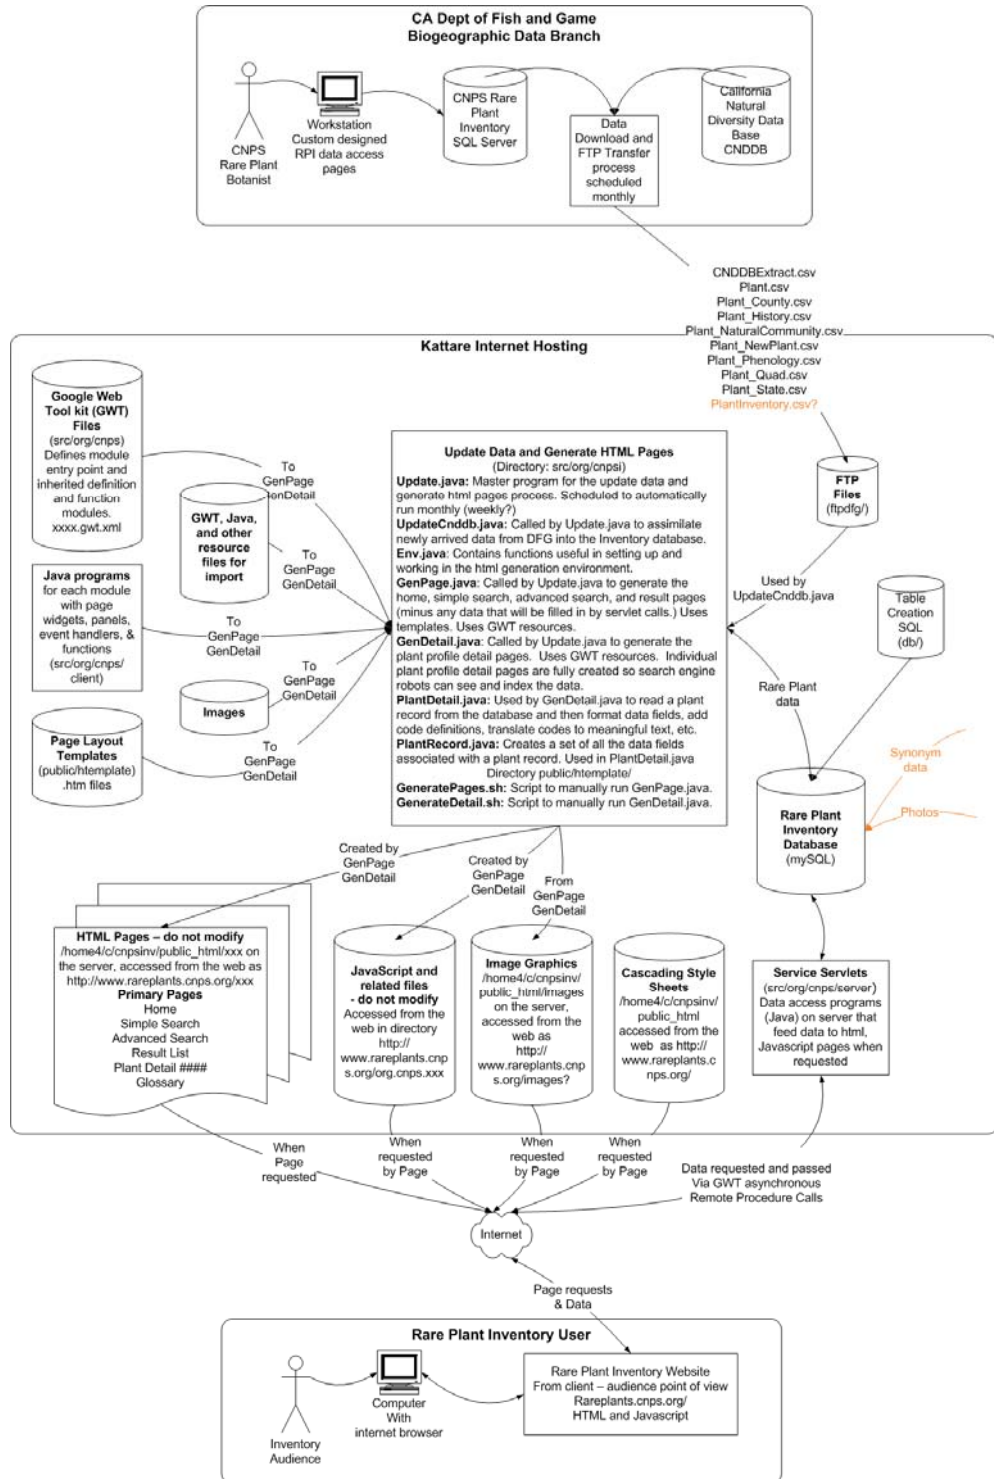 CA Dept of Fish and Game
Biogeographic Data Branch
CNPS
Rare Plant
Botanist
Workstation
Custom designed
RPI data access
pages
CNPS Rare
Plant
Inventory
SQL Server
Data
Download and
FTP Transfer
process
scheduled
monthly
California
Natural
Diversity Data
Base
CNDDB
CNDDBExtract.csv
Plant.csv
Plant_County.csv
Plant_History.csv
Plant_NaturalCommunity.csv
Plant_NewPlant.csv
Plant_Phenology.csv
Plant_Quad.csv
Plant_State.csv
PlantInventory.csv?
Kattare Internet Hosting
Google Web
Tool kit (GWT)
Files
(src/org/cnps)
Defines module
entry point and
inherited definition
and function
modules.
xxxx.gwt.xml
To
GenPage
GenDetail
GWT, Java,
and other
resource
files for
import
To
GenPage
GenDetail
Java programs
for each module
with page
widgets, panels,
event handlers, &
functions
(src/org/cnps/
client)
To
GenPage
GenDetail
Images
To
GenPage
GenDetail
Page Layout
Templates
(public/htemplate)
.htm files
To
GenPage
GenDetail
Update Data and Generate HTML Pages
(Directory: src/org/cnpsi)
Update.java: Master program for the update data and
generate html pages process. Scheduled to automatically
run monthly (weekly?)
UpdateCnddb.java: Called by Update.java to assimilate
newly arrived data from DFG into the Inventory database.
Env.java: Contains functions useful in setting up and
working in the html generation environment.
GenPage.java: Called by Update.java to generate the
home, simple search, advanced search, and result pages
(minus any data that will be filled in by servlet calls.) Uses
templates. Uses GWT resources.
GenDetail.java: Called by Update.java to generate the
plant profile detail pages. Uses GWT resources. Individual
plant profile detail pages are fully created so search engine
robots can see and index the data.
PlantDetail.java: Used by GenDetail.java to read a plant
record from the database and then format data fields, add
code definitions, translate codes to meaningful text, etc.
PlantRecord.java: Creates a set of all the data fields
associated with a plant record. Used in PlantDetail.java
Directory public/htemplate/
GeneratePages.sh: Script to manually run GenPage.java.
GenerateDetail.sh: Script to manually run GenDetail.java.
FTP
Files
(ftpdfg/)
Used by
UpdateCnddb.java
Table
Creation
SQL
(db/)
Rare Plant
data
Synonym
data
Photos
Rare Plant
Inventory
Database
(mySQL)
Created by
GenPage
GenDetail
Created by
GenPage
GenDetail
From
GenPage
GenDetail
HTML Pages – do not modify
/home4/c/cnpsinv/public_html/xxx on
the server, accessed from the web as
http://www.rareplants.cnps.org/xxx
Primary Pages
Home
Simple Search
Advanced Search
Result List
Plant Detail ####
Glossary
JavaScript and
related files
- do not modify
Accessed from the
web in directory
http://
www.rareplants.cnp
s.org/org.cnps.xxx
Image Graphics
/home4/c/cnpsinv/
public_html/images
on the server,
accessed from the
web as
http://
www.rareplants.cnp
s.org/images?
Cascading Style
Sheets
/home4/c/cnpsinv/
public_html
accessed from the
web as http://
www.rareplants.c
nps.org/
Service Servlets
(src/org/cnps/server)
Data access programs
(Java) on server that
feed data to html,
Javascript pages when
requested
When
Page
requested
When
requested
by Page
When
requested
by Page
When
requested
by Page
Data requested and passed
Via GWT asynchronous
Remote Procedure Calls
Internet
Page requests
& Data
Rare Plant Inventory User
Inventory
Audience
Computer
With
internet browser
Rare Plant Inventory Website
From client – audience point of view
Rareplants.cnps.org/
HTML and Javascript